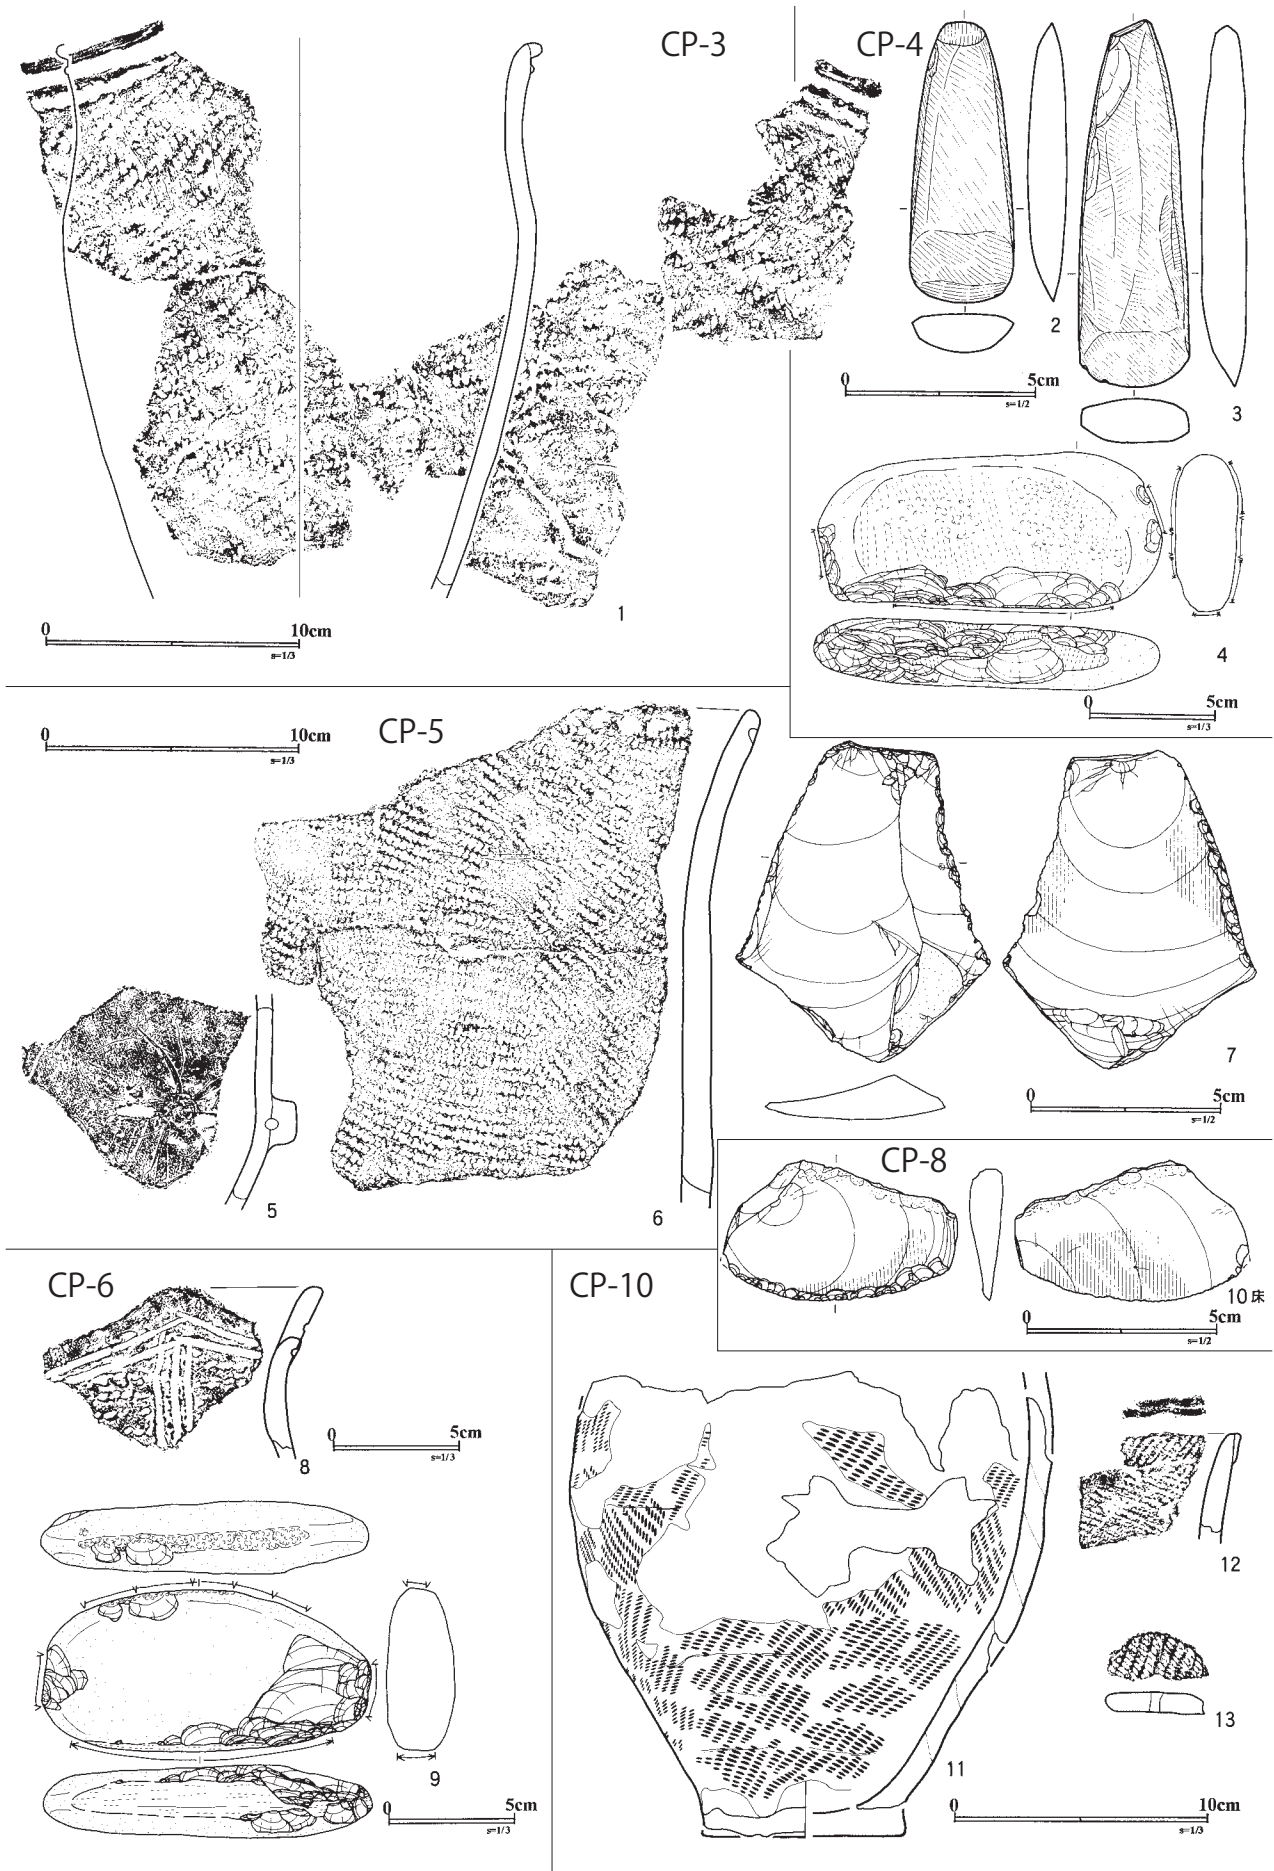 CP-3
1
0 10cm
s=1/3
CP-4
2
3
0 5cm
s=1/2
4
0 5cm
s=1/3
0 10cm
s=1/3
CP-5
5
6
7
0 5cm
s=1/2
CP-8
10床
0 5cm
s=1/2
CP-6
8
0 5cm
s=1/3
9
0 5cm
s=1/3
CP-10
11
12
13
0 10cm
s=1/3